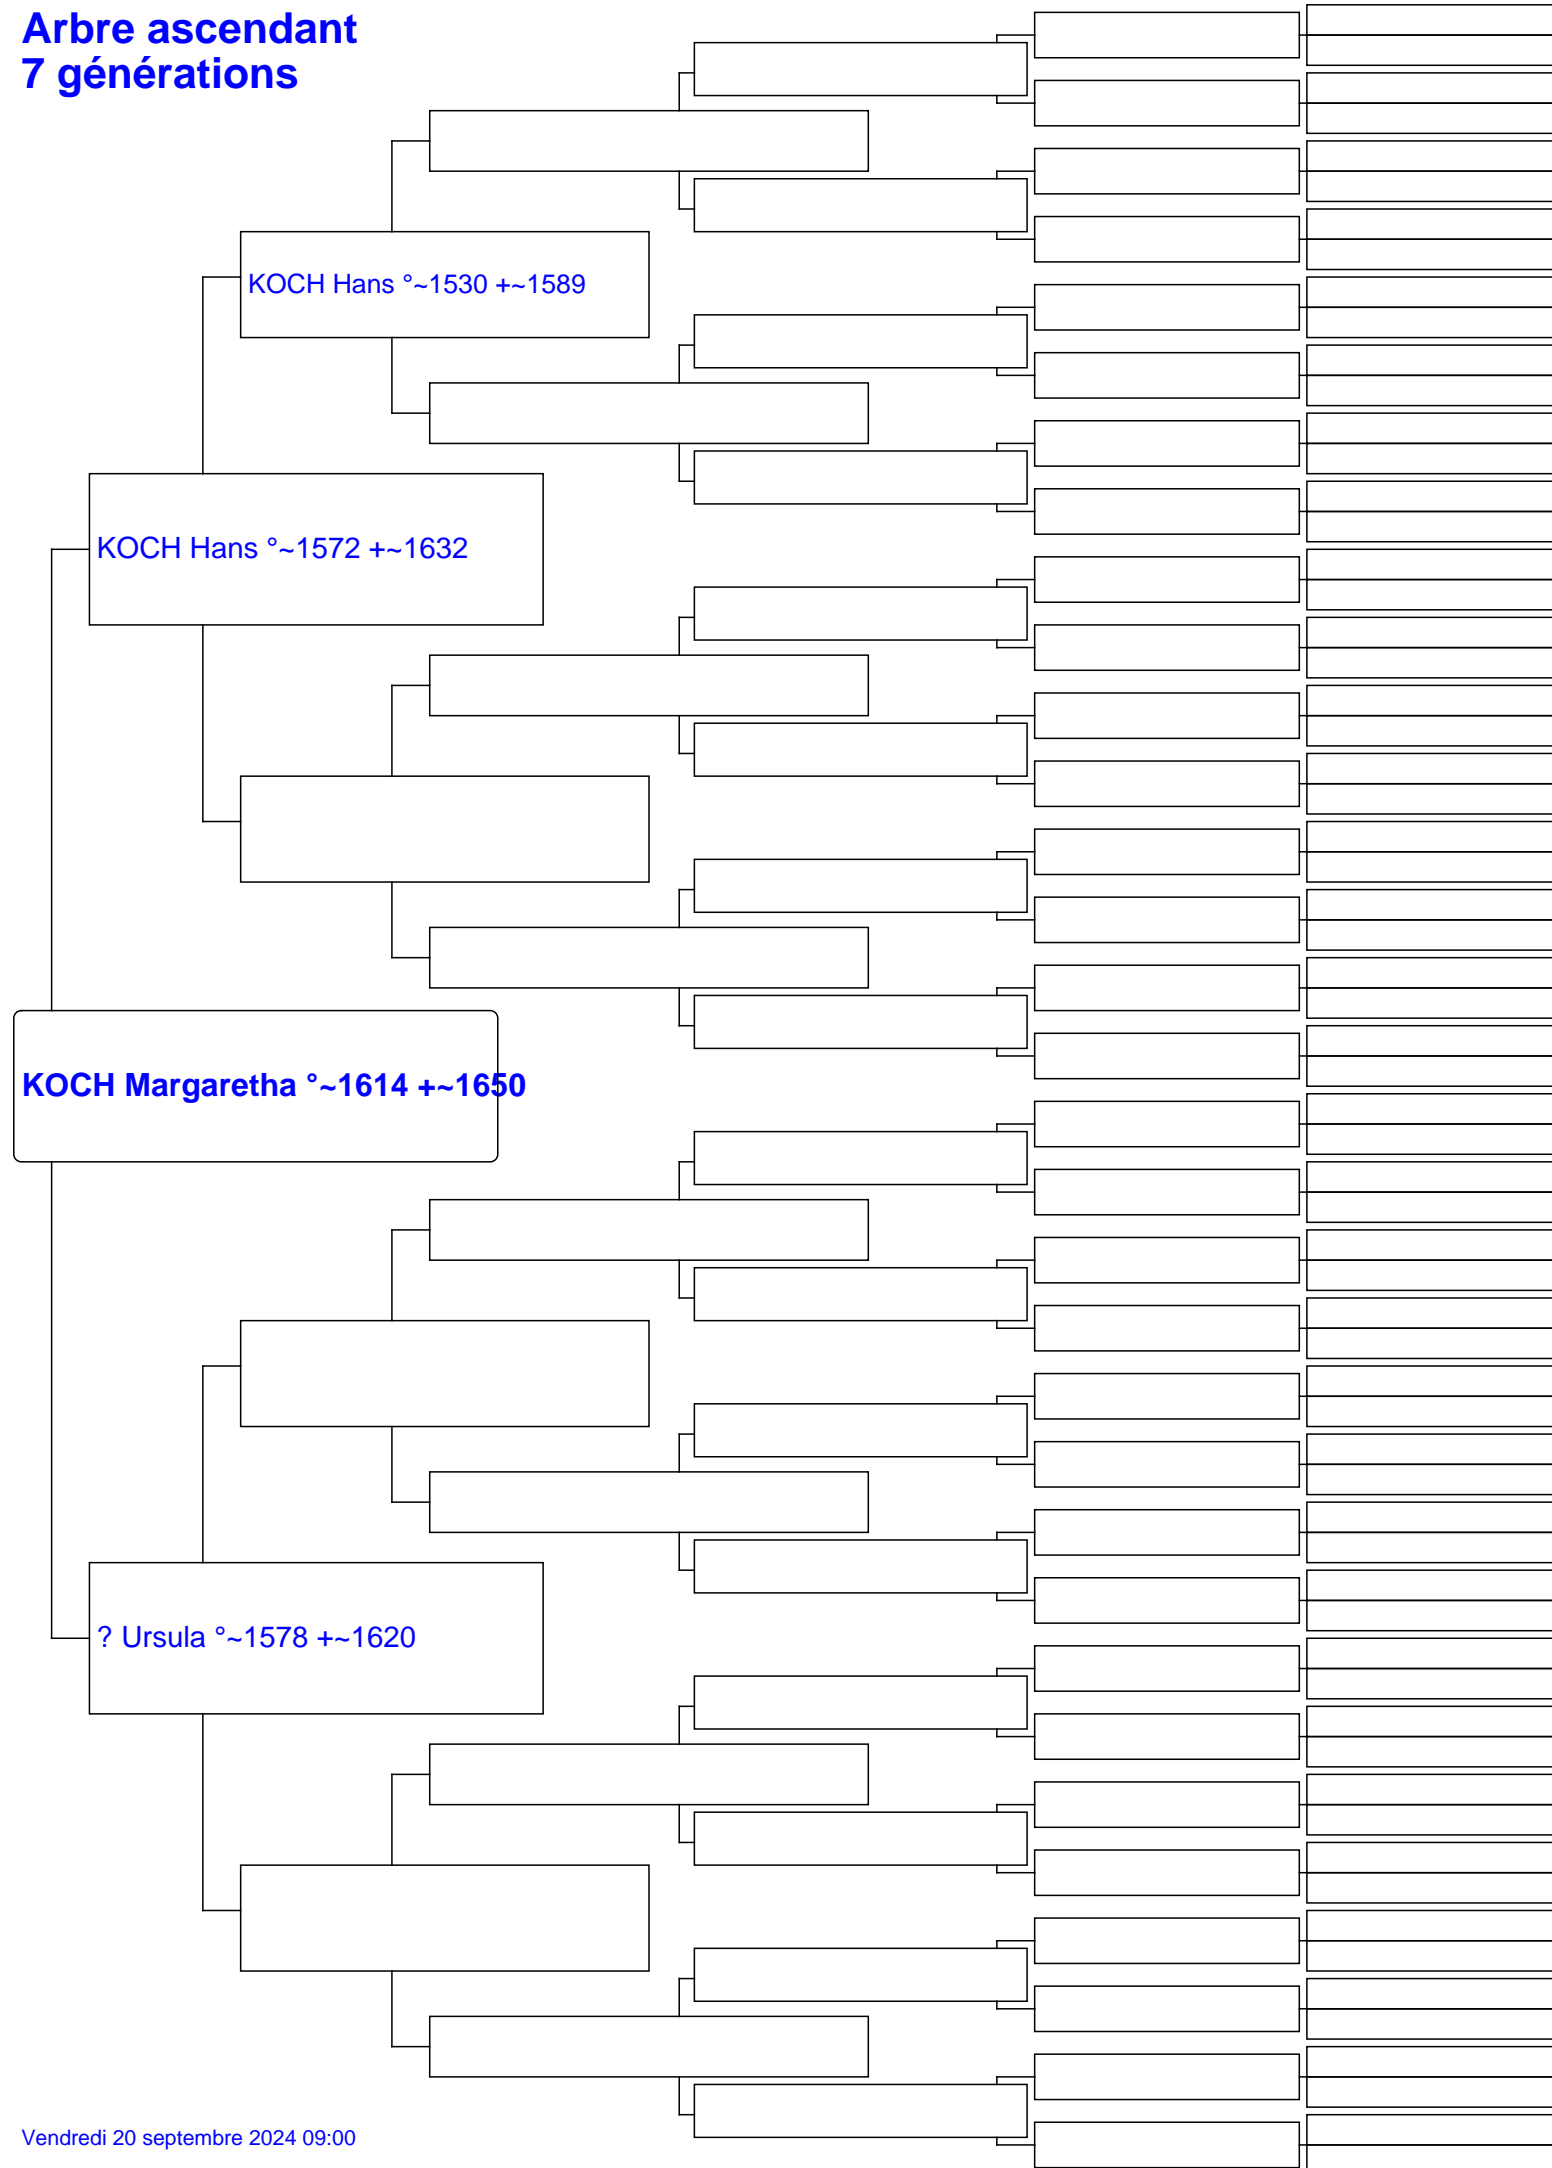 Arbre ascendant
7 générations
KOCH Hans °~1530 +~1589
KOCH Hans °~1572 +~1632
KOCH Margaretha °~1614 +~1650
? Ursula °~1578 +~1620
Vendredi 20 septembre 2024 09:00